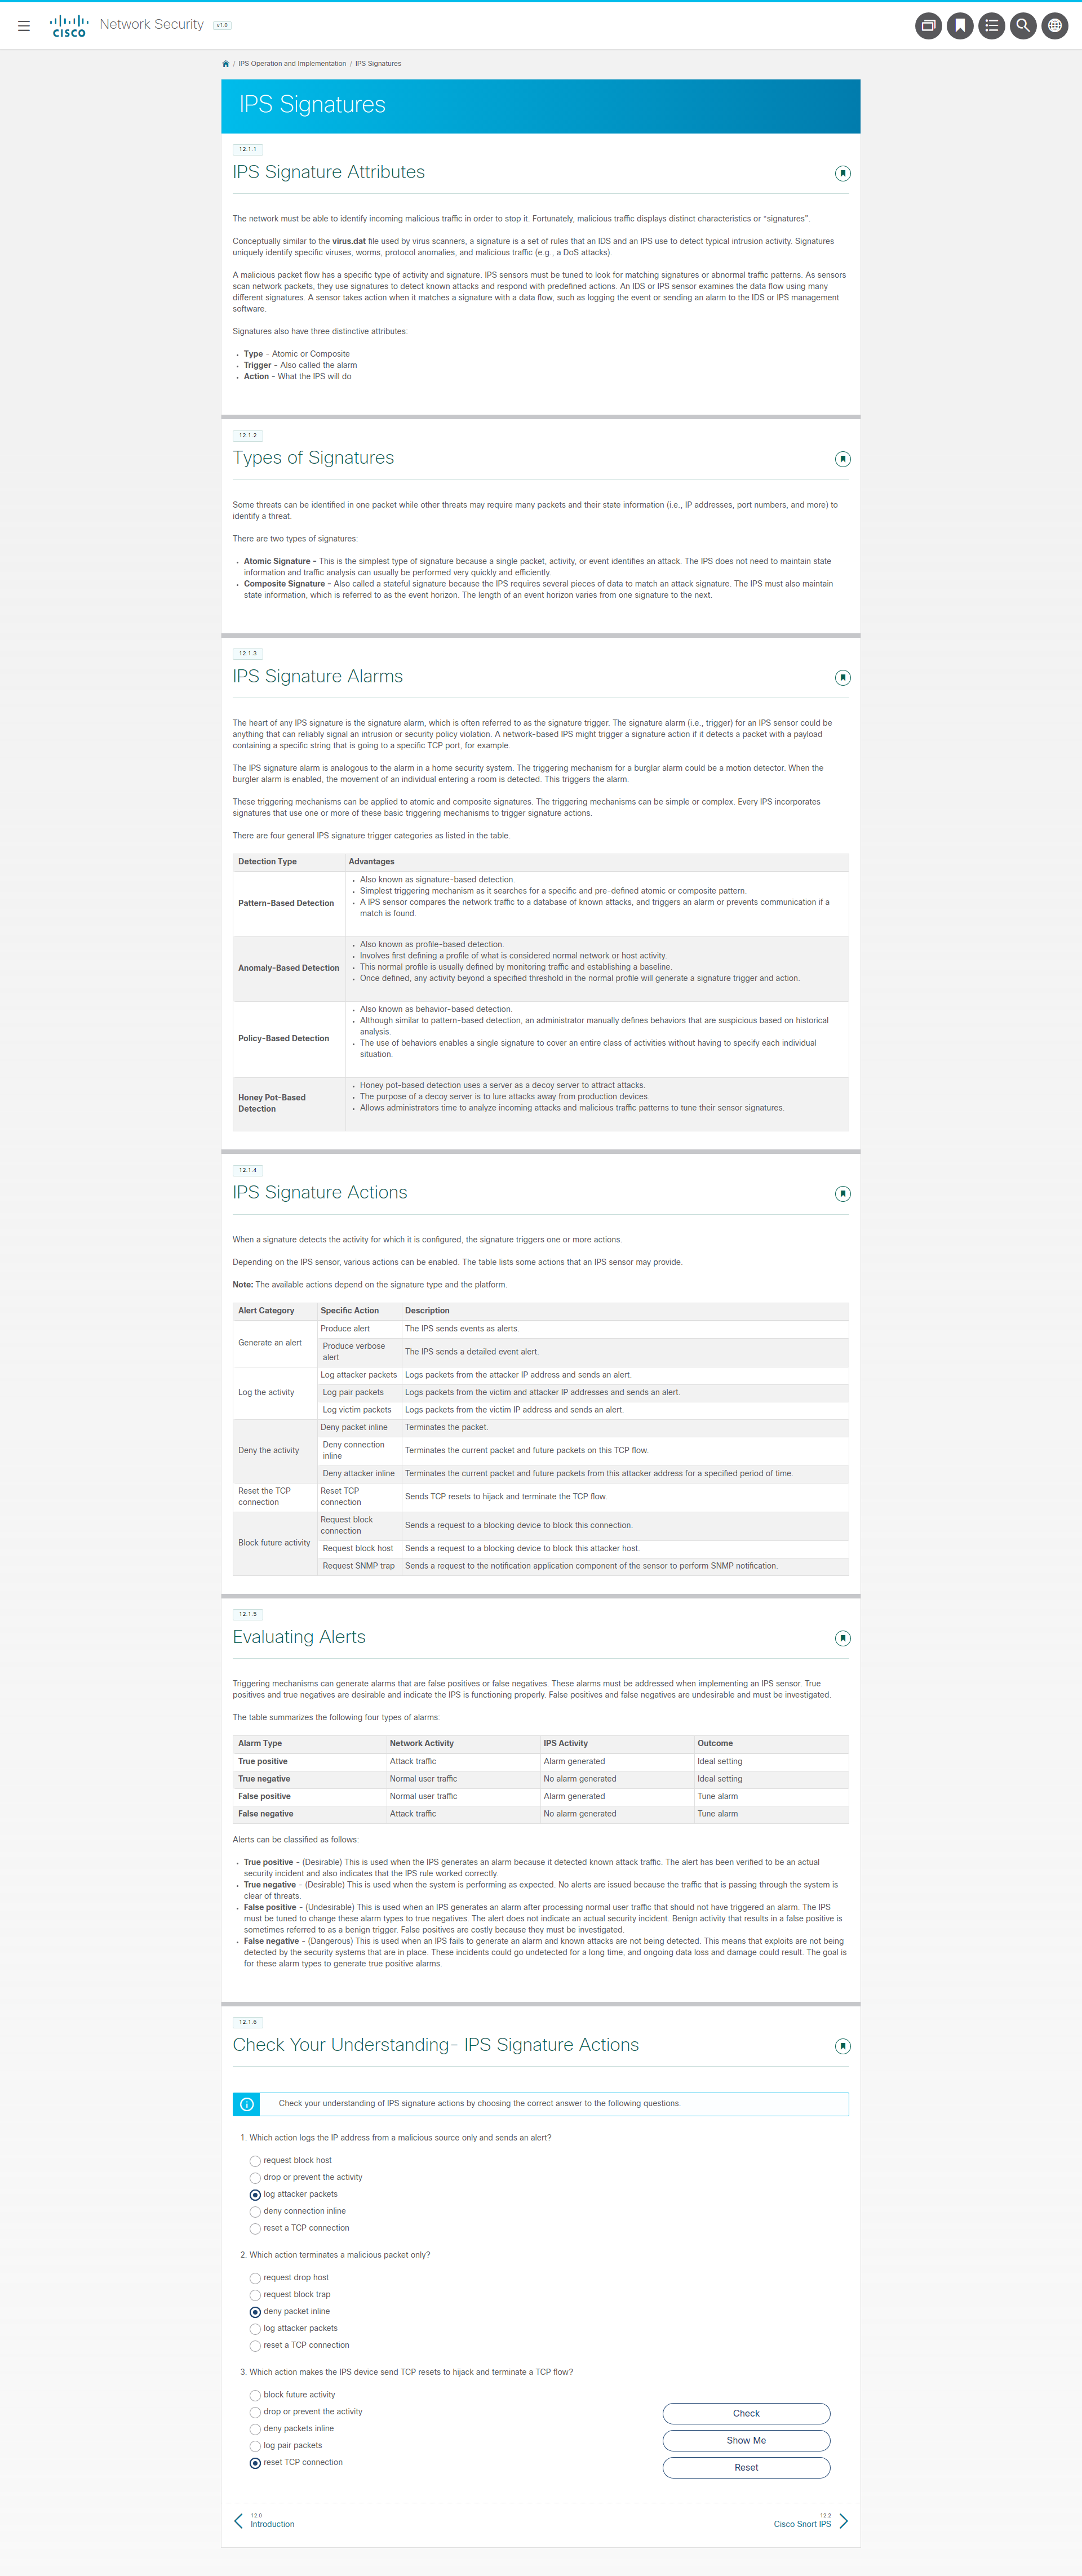 CISCO
Network Security
v1.0
/ IPS Operation and Implementation / IPS Signatures
IPS Signatures
12.1.1
IPS Signature Attributes
The network must be able to identify incoming malicious traffic in order to stop it. Fortunately, malicious traffic displays distinct characteristics or “signatures”.
Conceptually similar to the virus.dat file used by virus scanners, a signature is a set of rules that an IDS and an IPS use to detect typical intrusion activity. Signatures
uniquely identify specific viruses, worms, protocol anomalies, and malicious traffic (e.g., a DoS attacks).
A malicious packet flow has a specific type of activity and signature. IPS sensors must be tuned to look for matching signatures or abnormal traffic patterns. As sensors
scan network packets, they use signatures to detect known attacks and respond with predefined actions. An IDS or IPS sensor examines the data flow using many
different signatures. A sensor takes action when it matches a signature with a data flow, such as logging the event or sending an alarm to the IDS or IPS management
software.
Signatures also have three distinctive attributes:
• Type - Atomic or Composite
• Trigger - Also called the alarm
• Action - What the IPS will do
12.1.2
Types of Signatures
Some threats can be identified in one packet while other threats may require many packets and their state information (i.e., IP addresses, port numbers, and more) to
identify a threat.
There are two types of signatures:
• Atomic Signature - This is the simplest type of signature because a single packet, activity, or event identifies an attack. The IPS does not need to maintain state
information and traffic analysis can usually be performed very quickly and efficiently.
• Composite Signature - Also called a stateful signature because the IPS requires several pieces of data to match an attack signature. The IPS must also maintain
state information, which is referred to as the event horizon. The length of an event horizon varies from one signature to the next.
12.1.3
IPS Signature Alarms
The heart of any IPS signature is the signature alarm, which is often referred to as the signature trigger. The signature alarm (i.e., trigger) for an IPS sensor could be
anything that can reliably signal an intrusion or security policy violation. A network-based IPS might trigger a signature action if it detects a packet with a payload
containing a specific string that is going to a specific TCP port, for example.
The IPS signature alarm is analogous to the alarm in a home security system. The triggering mechanism for a burglar alarm could be a motion detector. When the
burgler alarm is enabled, the movement of an individual entering a room is detected. This triggers the alarm.
These triggering mechanisms can be applied to atomic and composite signatures. The triggering mechanisms can be simple or complex. Every IPS incorporates
signatures that use one or more of these basic triggering mechanisms to trigger signature actions.
There are four general IPS signature trigger categories as listed in the table.
Detection Type Advantages
Pattern-Based Detection
• Also known as signature-based detection.
• Simplest triggering mechanism as it searches for a specific and pre-defined atomic or composite pattern.
• A IPS sensor compares the network traffic to a database of known attacks, and triggers an alarm or prevents communication if a
match is found.
Anomaly-Based Detection
• Also known as profile-based detection.
• Involves first defining a profile of what is considered normal network or host activity.
• This normal profile is usually defined by monitoring traffic and establishing a baseline.
• Once defined, any activity beyond a specified threshold in the normal profile will generate a signature trigger and action.
Policy-Based Detection
• Also known as behavior-based detection.
• Although similar to pattern-based detection, an administrator manually defines behaviors that are suspicious based on historical
analysis.
• The use of behaviors enables a single signature to cover an entire class of activities without having to specify each individual
situation.
Honey Pot-Based
Detection
• Honey pot-based detection uses a server as a decoy server to attract attacks.
• The purpose of a decoy server is to lure attacks away from production devices.
• Allows administrators time to analyze incoming attacks and malicious traffic patterns to tune their sensor signatures.
12.1.4
IPS Signature Actions
When a signature detects the activity for which it is configured, the signature triggers one or more actions.
Depending on the IPS sensor, various actions can be enabled. The table lists some actions that an IPS sensor may provide.
Note: The available actions depend on the signature type and the platform.
Alert Category Specific Action Description
Generate an alert
Produce alert The IPS sends events as alerts.
Produce verbose
alert
The IPS sends a detailed event alert.
Log the activity
Log attacker packets Logs packets from the attacker IP address and sends an alert.
Log pair packets Logs packets from the victim and attacker IP addresses and sends an alert.
Log victim packets Logs packets from the victim IP address and sends an alert.
Deny the activity
Deny packet inline Terminates the packet.
Deny connection
inline
Terminates the current packet and future packets on this TCP flow.
Deny attacker inline Terminates the current packet and future packets from this attacker address for a specified period of time.
Reset the TCP
connection
Reset TCP
connection
Sends TCP resets to hijack and terminate the TCP flow.
Block future activity
Request block
connection
Sends a request to a blocking device to block this connection.
Request block host Sends a request to a blocking device to block this attacker host.
Request SNMP trap Sends a request to the notification application component of the sensor to perform SNMP notification.
12.1.5
Evaluating Alerts
Triggering mechanisms can generate alarms that are false positives or false negatives. These alarms must be addressed when implementing an IPS sensor. True
positives and true negatives are desirable and indicate the IPS is functioning properly. False positives and false negatives are undesirable and must be investigated.
The table summarizes the following four types of alarms:
Alarm Type Network Activity IPS Activity Outcome
True positive Attack traffic Alarm generated Ideal setting
True negative Normal user traffic No alarm generated Ideal setting
False positive Normal user traffic Alarm generated Tune alarm
False negative Attack traffic No alarm generated Tune alarm
Alerts can be classified as follows:
• True positive - (Desirable) This is used when the IPS generates an alarm because it detected known attack traffic. The alert has been verified to be an actual
security incident and also indicates that the IPS rule worked correctly.
• True negative - (Desirable) This is used when the system is performing as expected. No alerts are issued because the traffic that is passing through the system is
clear of threats.
• False positive - (Undesirable) This is used when an IPS generates an alarm after processing normal user traffic that should not have triggered an alarm. The IPS
must be tuned to change these alarm types to true negatives. The alert does not indicate an actual security incident. Benign activity that results in a false positive is
sometimes referred to as a benign trigger. False positives are costly because they must be investigated.
• False negative - (Dangerous) This is used when an IPS fails to generate an alarm and known attacks are not being detected. This means that exploits are not being
detected by the security systems that are in place. These incidents could go undetected for a long time, and ongoing data loss and damage could result. The goal is
for these alarm types to generate true positive alarms.
12.1.6
Check Your Understanding- IPS Signature Actions
Check your understanding of IPS signature actions by choosing the correct answer to the following questions.
1. Which action logs the IP address from a malicious source only and sends an alert?
request block host
drop or prevent the activity
log attacker packets
deny connection inline
reset a TCP connection
2. Which action terminates a malicious packet only?
request drop host
request block trap
deny packet inline
log attacker packets
reset a TCP connection
3. Which action makes the IPS device send TCP resets to hijack and terminate a TCP flow?
block future activity
drop or prevent the activity
deny packets inline
log pair packets
reset TCP connection
Check
Show Me
Reset
12.0
Introduction
12.2
Cisco Snort IPS